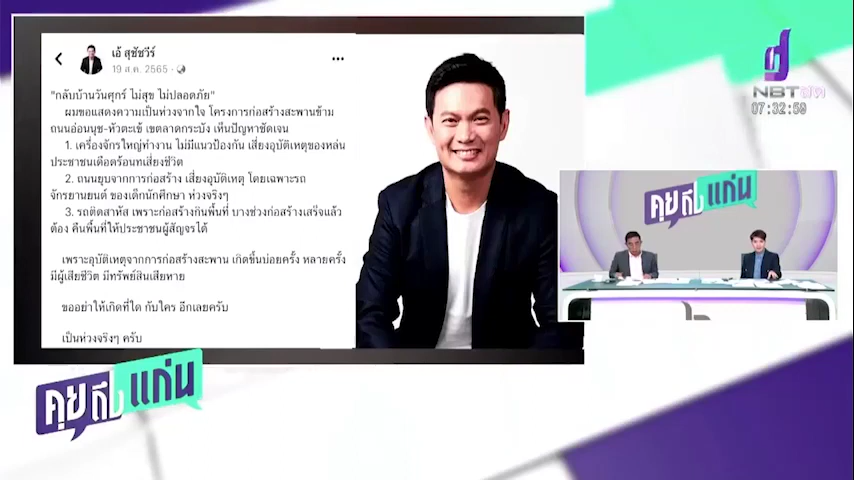 เอ้ สุชัชวีร์
19 ส.ค. 2565
"กลับบ้านวันศุกร์ ไม่สุข ไม่ปลอดภัย"
ผมขอแสดงความเป็นห่วงจากใจ โครงการก่อสร้างสะพานข้าม
ถนนอ่อนนุช-หัวตะเข้ เขตลาดกระบัง เห็นปัญหาชัดเจน
1. เครื่องจักรใหญ่ทำงาน ไม่มีแนวป้องกัน เสี่ยงอุบัติเหตุของหล่น
ประชาชนเดือดร้อนทเสี่ยงชีวิต
2. ถนนยุบจากการก่อสร้าง เสี่ยงอุบัติเหตุ โดยเฉพาะรถ
จักรยานยนต์ ของเด็กนักศึกษา ห่วงจริงๆ
3. รถติดสาหัส เพราะก่อสร้างกินพื้นที่ บางช่วงก่อสร้างเสร็จแล้ว
ต้อง คืนพื้นที่ให้ประชาชนผู้สัญจรได้
เพราะอุบัติเหตุจากการก่อสร้างสะพาน เกิดขึ้นบ่อยครั้ง หลายครั้ง
มีผู้เสียชีวิต มีทรัพย์สินเสียหาย
ขออย่าให้เกิดที่ใด กับใคร อีกเลยครับ
เป็นห่วงจริงๆ ครับ
NBT สด
07:32:59
คุยถึงแก่น
คุยถึงแก่น